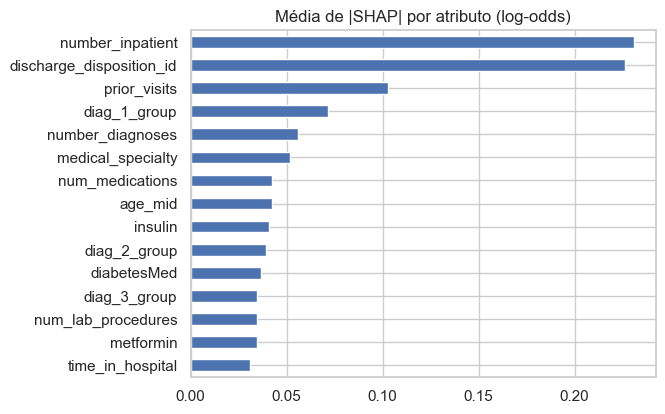 Média de |SHAP| por atributo (log-odds)
number_inpatient
discharge_disposition_id
prior_visits
diag_1_group
number_diagnoses
medical_specialty
num_medications
age_mid
insulin
diag_2_group
diabetesMed
diag_3_group
num_lab_procedures
metformin
time_in_hospital
0.00 0.05 0.10 0.15 0.20